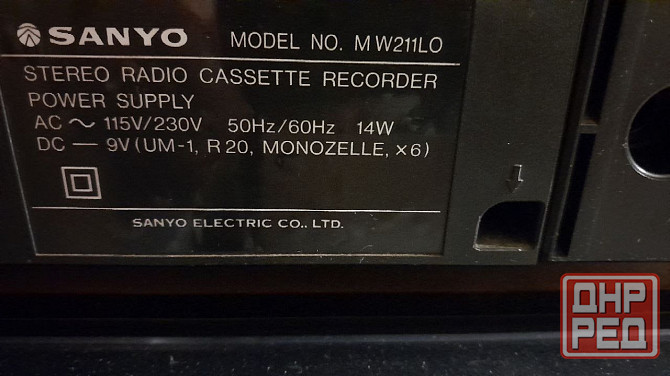 SANYO MODEL NO. MW211LO
STEREO RADIO CASSETTE RECORDER
POWER SUPPLY
AC ~ 115V/230V 50Hz/60Hz 14W
DC — 9V (UM-1, R20, MONOZELLE, ×6)
SANYO ELECTRIC CO., LTD.
ДНР
РЕД